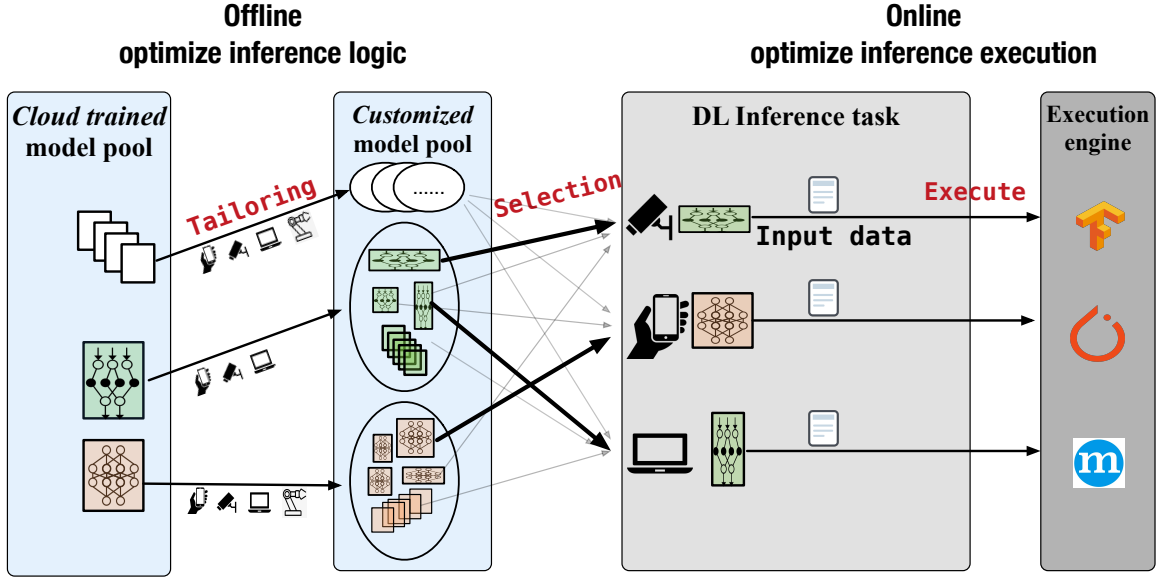 Offline
optimize inference logic
Online
optimize inference execution
Cloud trained
model pool
Customized
model pool
DL Inference task
Execution
engine
Tailoring
......
Selection
Execute
Input data
m